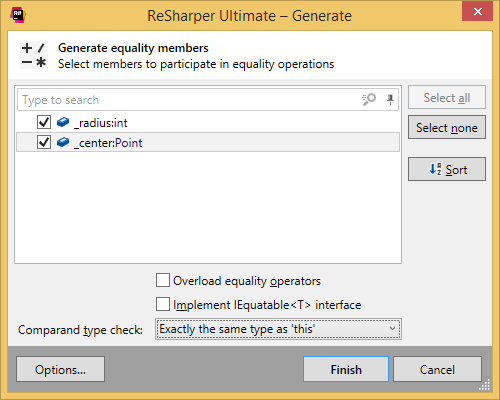 ReSharper Ultimate – Generate
Generate equality members
Select members to participate in equality operations
Type to search
Select all
_radius:int
Select none
_center:Point
Sort
Overload equality operators
Implement IEquatable<T> interface
Comparand type check:
Exactly the same type as 'this'
Options...
Finish
Cancel